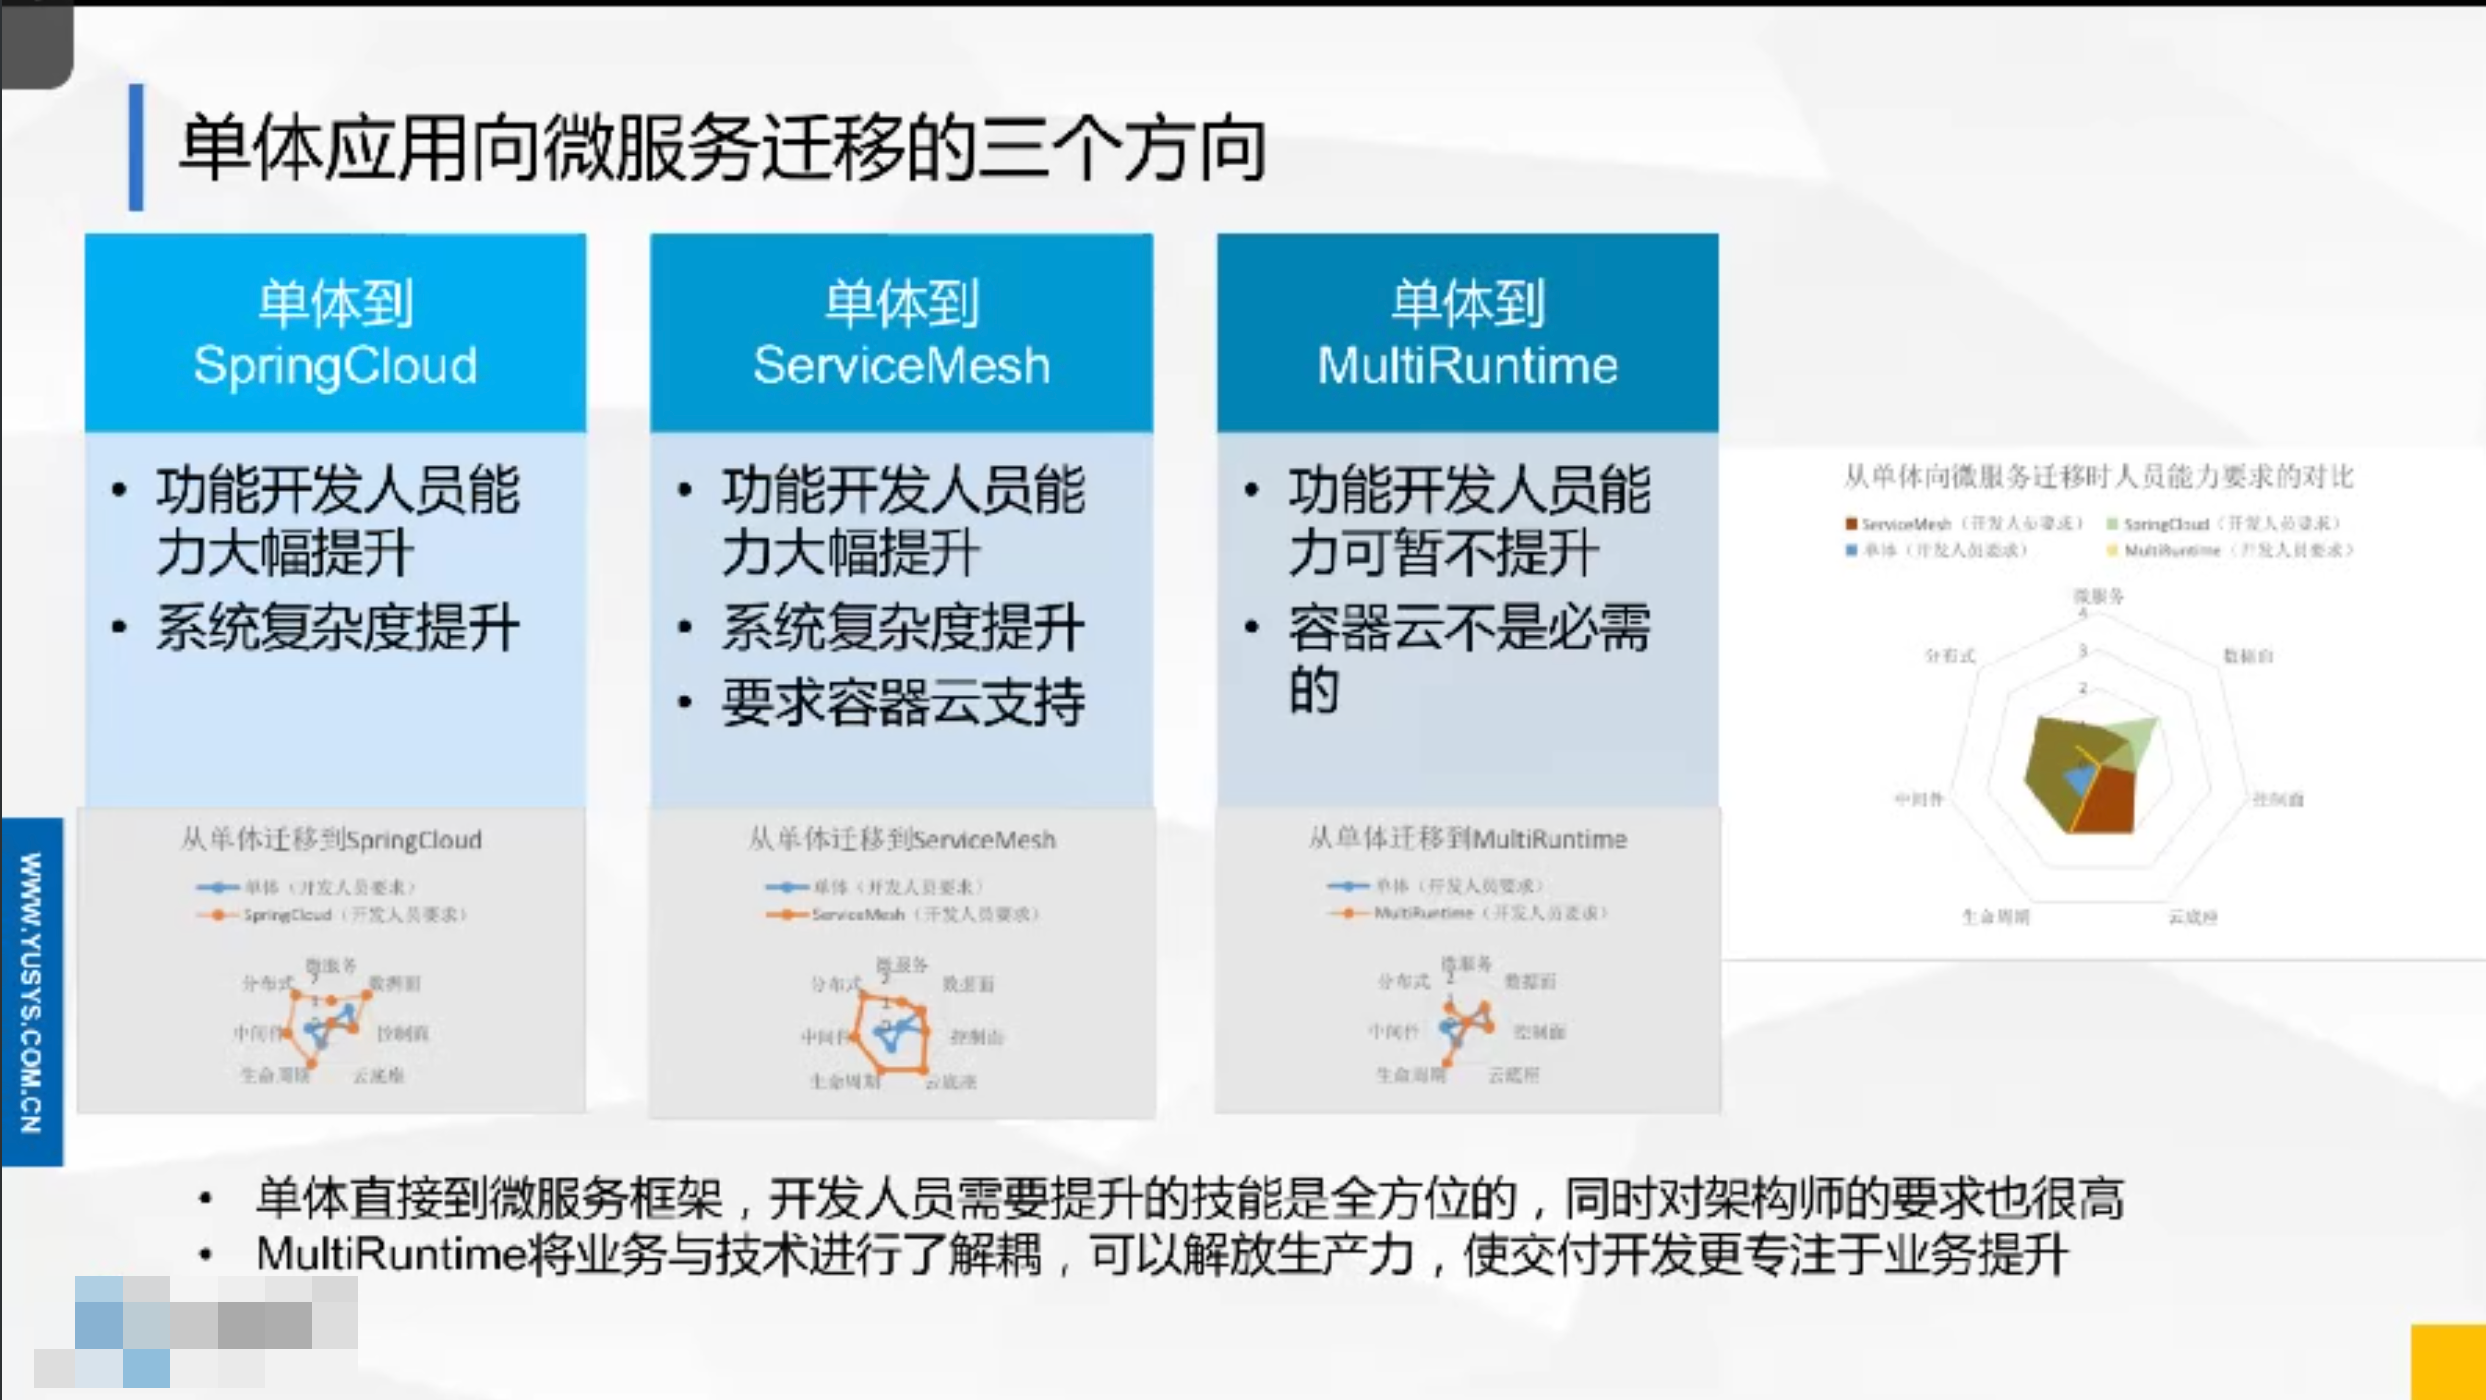 单体应用向微服务迁移的三个方向
单体到
SpringCloud
• 功能开发人员能
力大幅提升
• 系统复杂度提升
单体到
ServiceMesh
• 功能开发人员能
力大幅提升
• 系统复杂度提升
• 要求容器云支持
单体到
MultiRuntime
• 功能开发人员能
力可暂不提升
• 容器云不是必需
的
从单体迁移到SpringCloud
单体（开发人员要求）
SpringCloud（开发人员要求）
微服务
数据面
控制面
云底座
生命周期
中间件
分布式
从单体迁移到ServiceMesh
单体（开发人员要求）
ServiceMesh（开发人员要求）
微服务
数据面
控制面
云底座
生命周期
中间件
分布式
从单体迁移到MultiRuntime
单体（开发人员要求）
MultiRuntime（开发人员要求）
微服务
数据面
控制面
云底座
生命周期
中间件
分布式
从单体向微服务迁移时人员能力要求的对比
ServiceMesh（开发人员要求） SpringCloud（开发人员要求）
单体（开发人员要求） MultiRuntime（开发人员要求）
微服务
4
3
2
数据面
控制面
云底座
生命周期
中间件
分布式
WWW.YUSYS.COM.CN
• 单体直接到微服务框架，开发人员需要提升的技能是全方位的，同时对架构师的要求也很高
• MultiRuntime将业务与技术进行了解耦，可以解放生产力，使交付开发更专注于业务提升